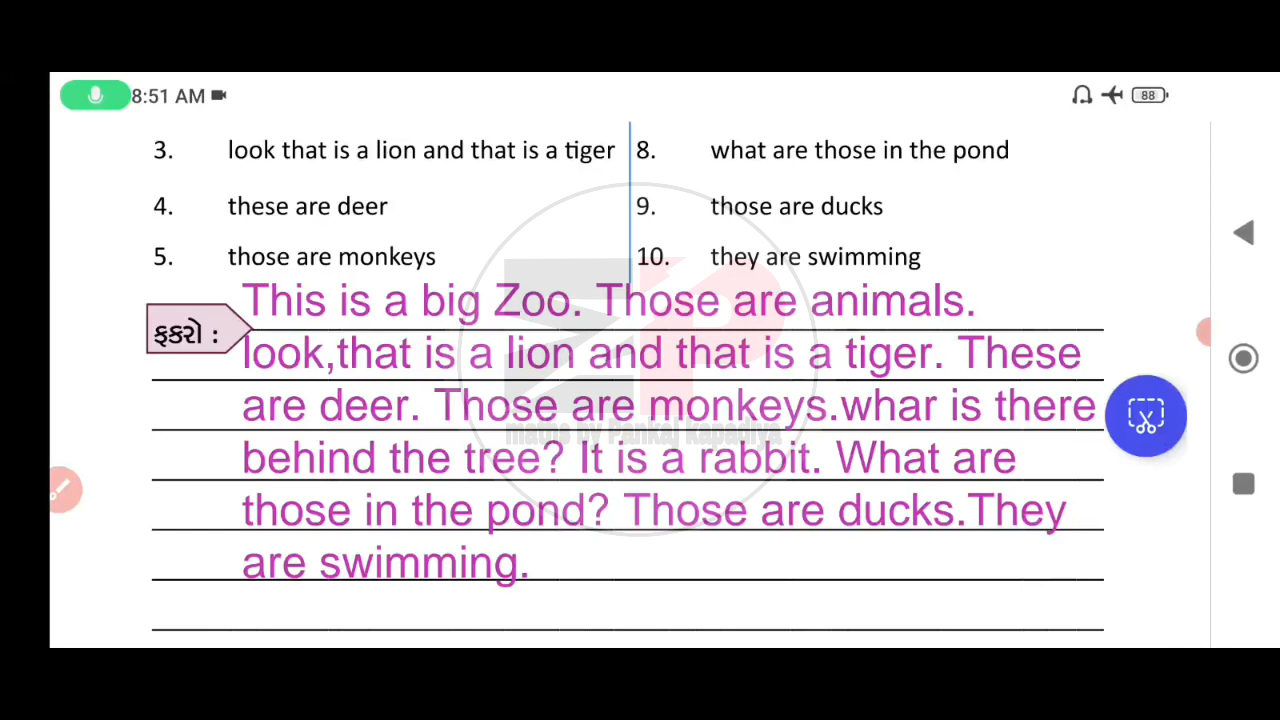 8:51 AM 88
3. look that is a lion and that is a tiger 8. what are those in the pond
4. these are deer 9. those are ducks
5. those are monkeys 10. they are swimming
ફકરો :
This is a big Zoo. Those are animals.
look,that is a lion and that is a tiger. These
are deer. Those are monkeys.whar is there
maths by Pankaj Kapadiya
behind the tree? It is a rabbit. What are
those in the pond? Those are ducks.They
are swimming.